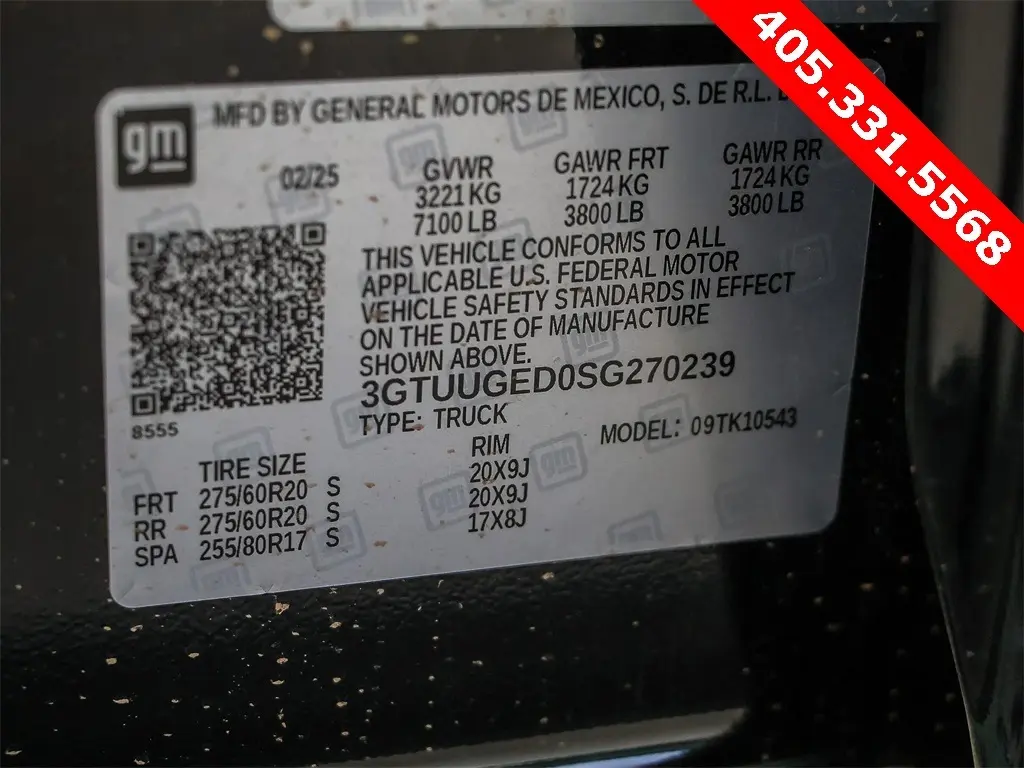 405.331.5568
gm
MFD BY GENERAL MOTORS DE MEXICO, S. DE R.L.
02/25
GVWR GAWR FRT GAWR RR
3221 KG 1724 KG 1724 KG
7100 LB 3800 LB 3800 LB
THIS VEHICLE CONFORMS TO ALL
APPLICABLE U.S. FEDERAL MOTOR
VEHICLE SAFETY STANDARDS IN EFFECT
ON THE DATE OF MANUFACTURE
SHOWN ABOVE.
3GTUUGED0SG270239
8555
TYPE: TRUCK MODEL: 09TK10543
TIRE SIZE RIM
FRT 275/60R20 S 20X9J
RR 275/60R20 S 20X9J
SPA 255/80R17 S 17X8J